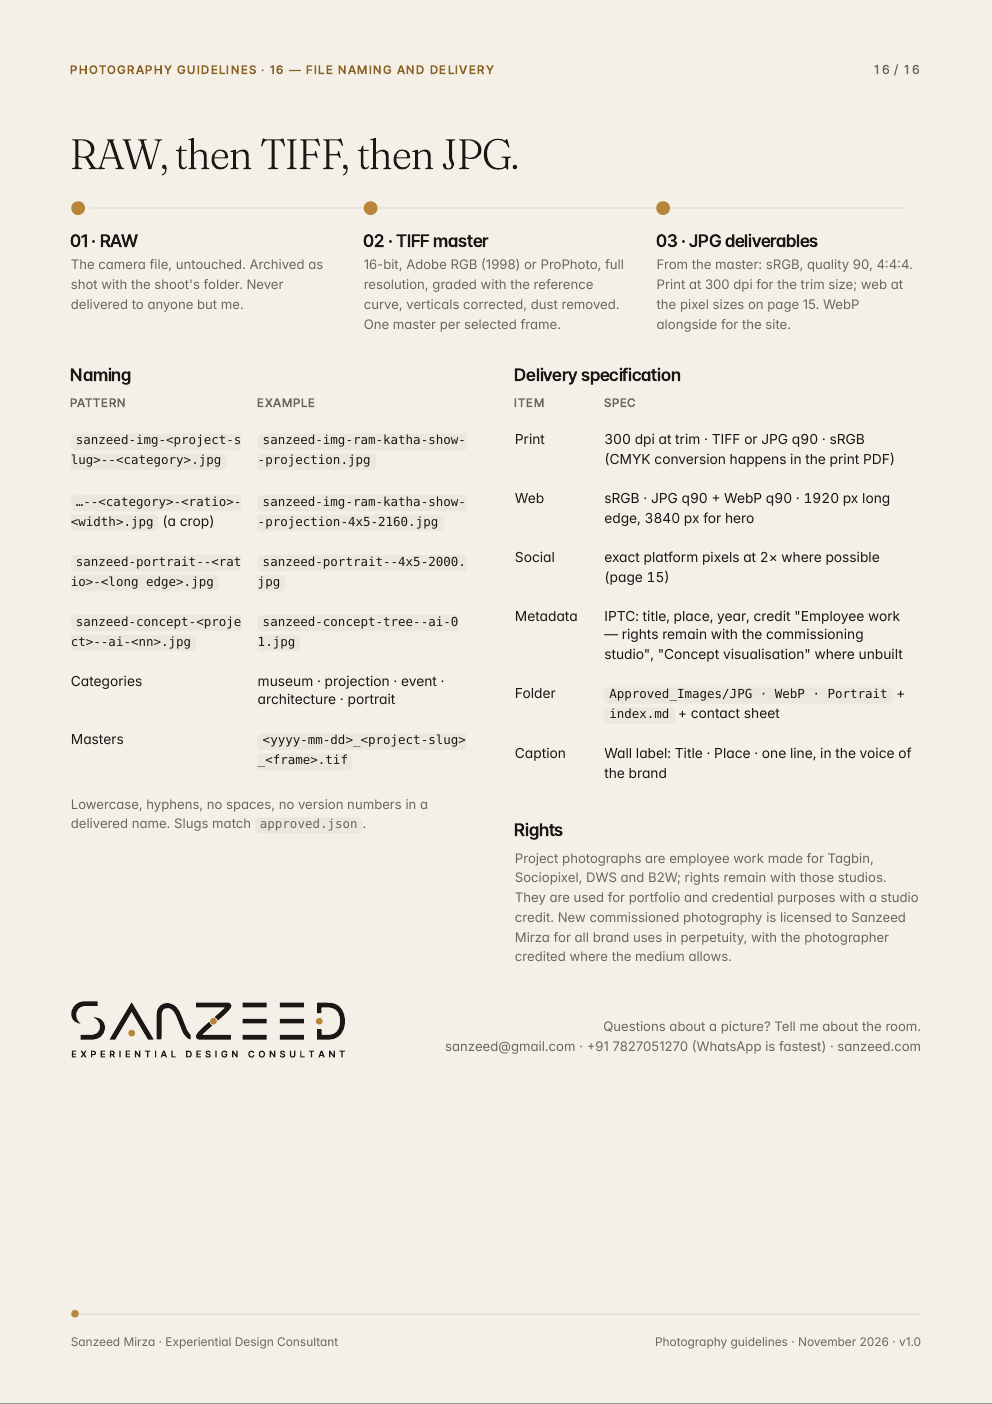 PHOTOGRAPHY GUIDELINES · 16 — FILE NAMING AND DELIVERY
16 / 16
RAW, then TIFF, then JPG.
01 · RAW
The camera file, untouched. Archived as
shot with the shoot's folder. Never
delivered to anyone but me.
02 · TIFF master
16-bit, Adobe RGB (1998) or ProPhoto, full
resolution, graded with the reference
curve, verticals corrected, dust removed.
One master per selected frame.
03 · JPG deliverables
From the master: sRGB, quality 90, 4:4:4.
Print at 300 dpi for the trim size; web at
the pixel sizes on page 15. WebP
alongside for the site.
Naming
PATTERN
EXAMPLE
sanzeed-img-<project-s
lug>--<category>.jpg
sanzeed-img-ram-katha-show-
-projection.jpg
…--<category>-<ratio>-
<width>.jpg (a crop)
sanzeed-img-ram-katha-show-
-projection-4x5-2160.jpg
sanzeed-portrait--<rat
io>-<long edge>.jpg
sanzeed-portrait--4x5-2000.
jpg
sanzeed-concept-<proje
ct>--ai-<nn>.jpg
sanzeed-concept-tree--ai-0
1.jpg
Categories
museum · projection · event ·
architecture · portrait
Masters
<yyyy-mm-dd>_<project-slug>
_<frame>.tif
Lowercase, hyphens, no spaces, no version numbers in a
delivered name. Slugs match approved.json.
Delivery specification
ITEM
SPEC
Print
300 dpi at trim · TIFF or JPG q90 · sRGB
(CMYK conversion happens in the print PDF)
Web
sRGB · JPG q90 + WebP q90 · 1920 px long
edge, 3840 px for hero
Social
exact platform pixels at 2× where possible
(page 15)
Metadata
IPTC: title, place, year, credit "Employee work
— rights remain with the commissioning
studio", "Concept visualisation" where unbuilt
Folder
Approved_Images/JPG · WebP · Portrait +
index.md + contact sheet
Caption
Wall label: Title · Place · one line, in the voice of
the brand
Rights
Project photographs are employee work made for Tagbin,
Sociopixel, DWS and B2W; rights remain with those studios.
They are used for portfolio and credential purposes with a studio
credit. New commissioned photography is licensed to Sanzeed
Mirza for all brand uses in perpetuity, with the photographer
credited where the medium allows.
SANZEED
EXPERIENTIAL DESIGN CONSULTANT
Questions about a picture? Tell me about the room.
sanzeed@gmail.com · +91 7827051270 (WhatsApp is fastest) · sanzeed.com
Sanzeed Mirza · Experiential Design Consultant
Photography guidelines · November 2026 · v1.0